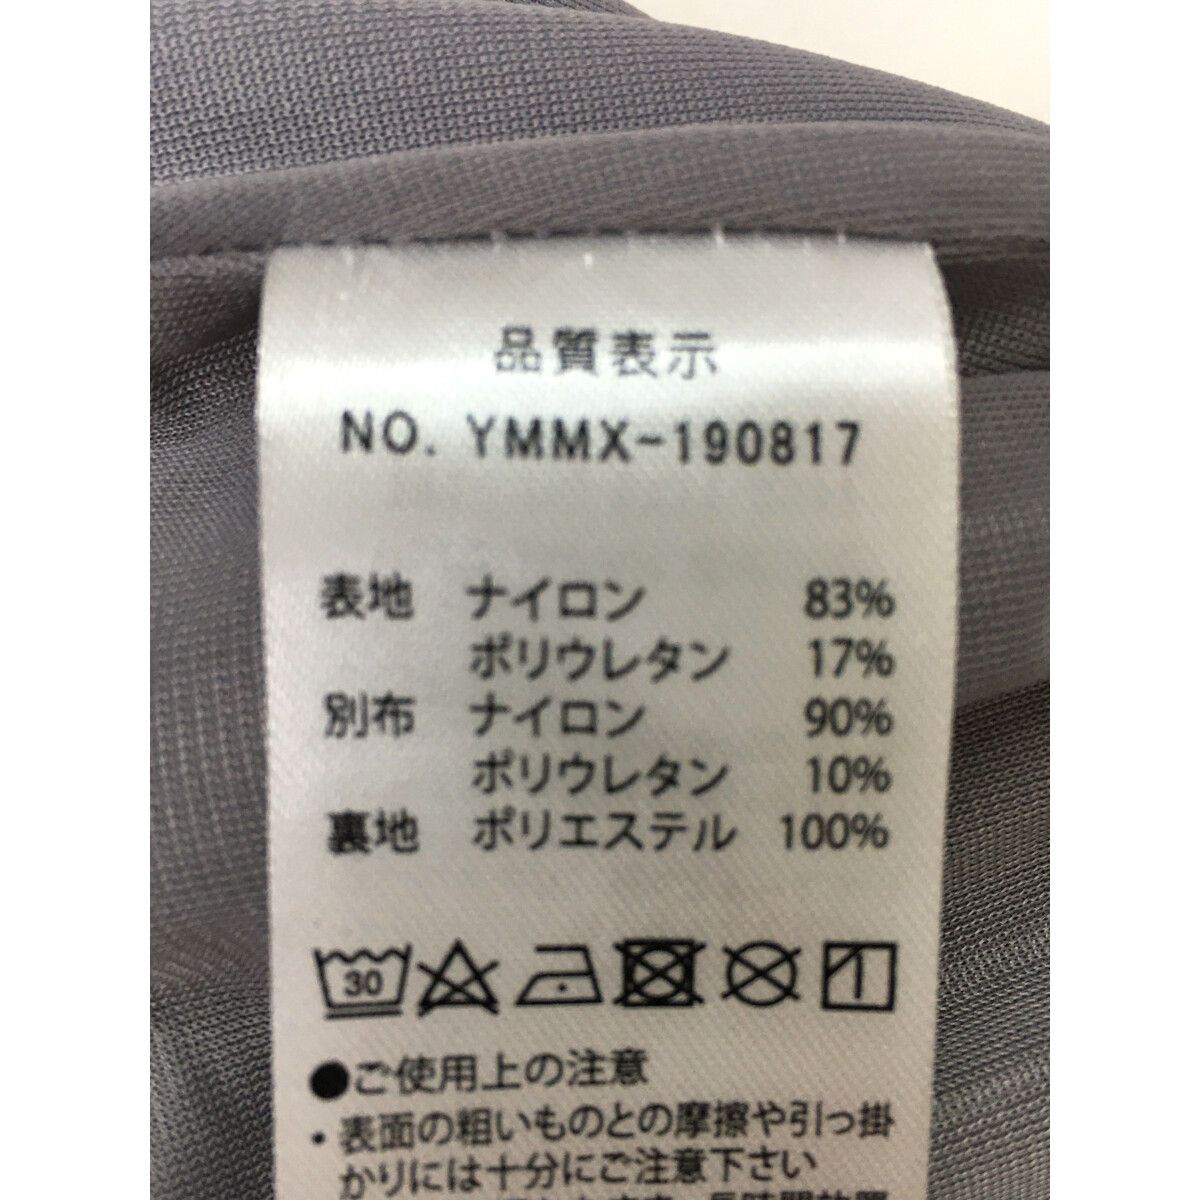 品質表示
NO. YMMX-190817
表地 ナイロン 83%
ポリウレタン 17%
別布 ナイロン 90%
ポリウレタン 10%
裏地 ポリエステル 100%
30
●ご使用上の注意
・表面の粗いものとの摩擦や引っ掛
かりには十分にご注意下さい